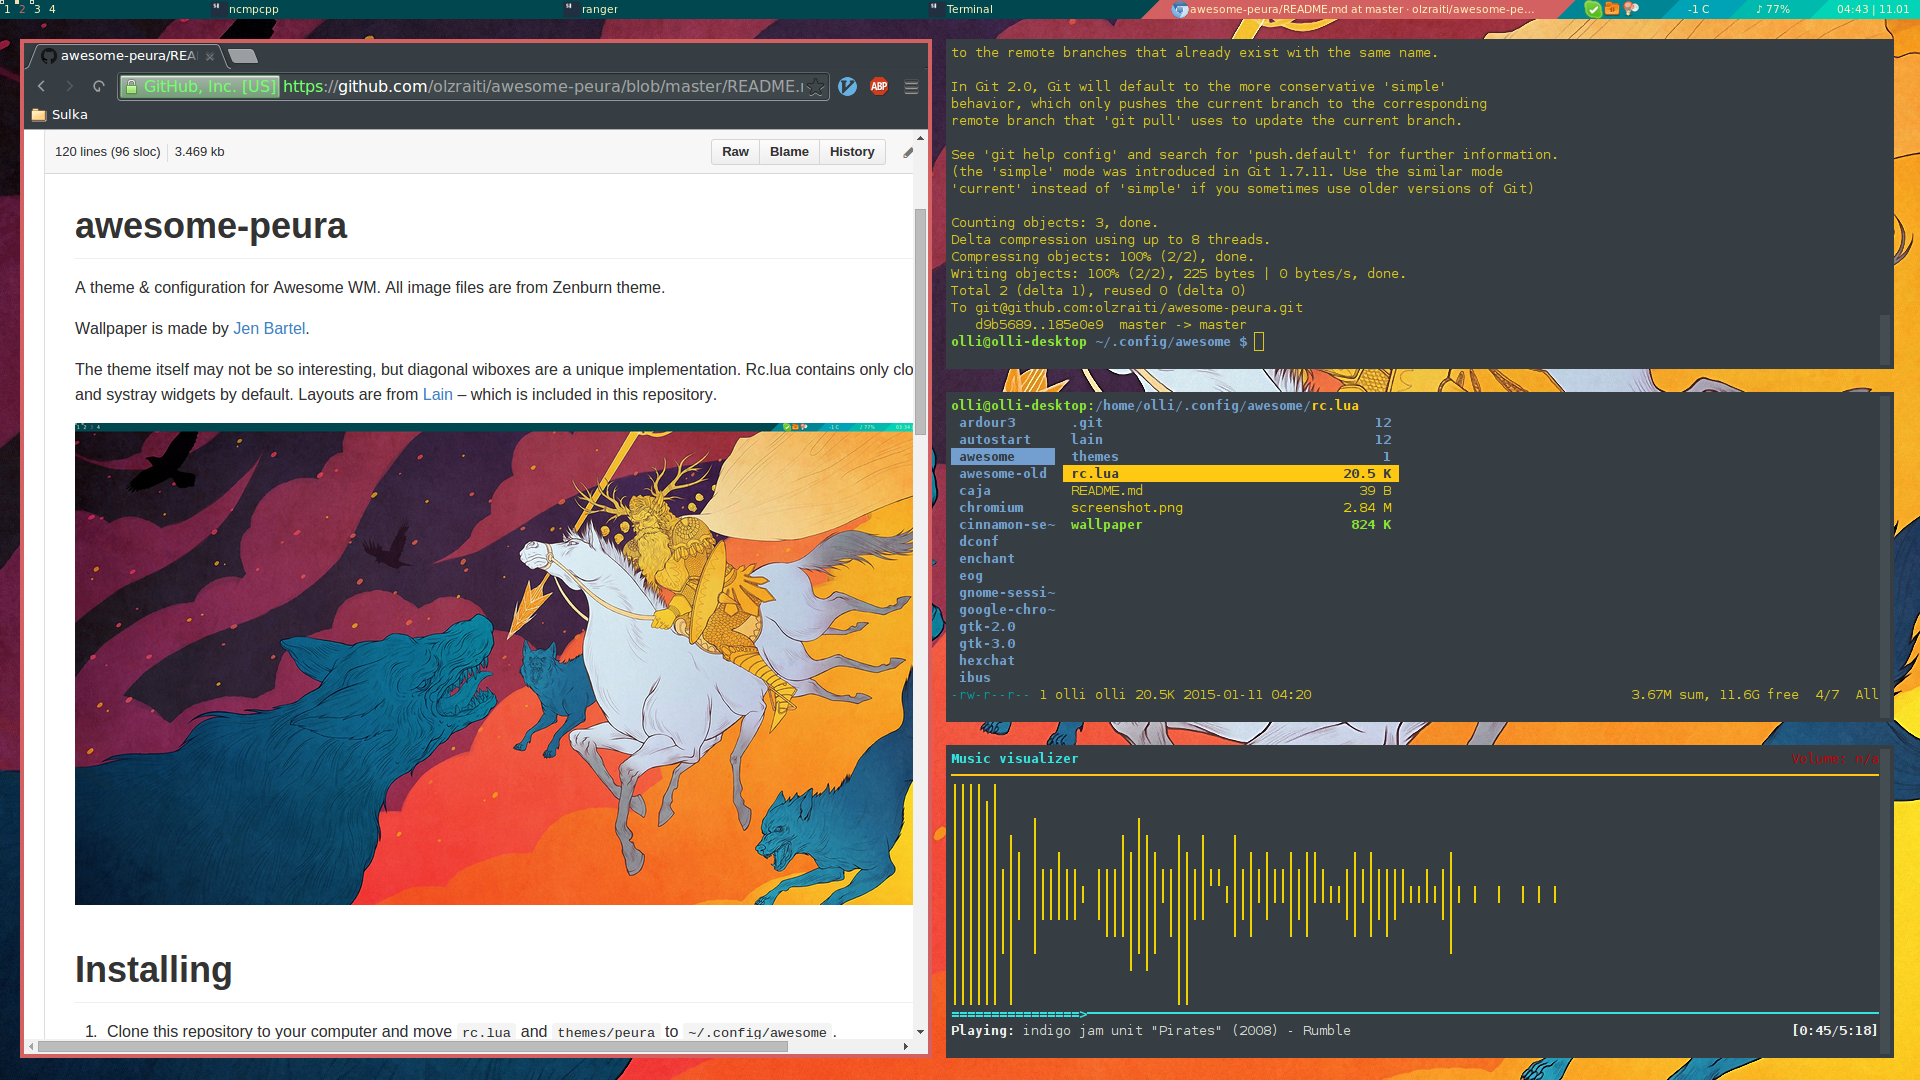 1 2 3 4
ncmpcpp
ranger
Terminal
awesome-peura/README.md at master · olzraiti/awesome-pe...
-1 C
♪ 77%
04:43 | 11.01
awesome-peura/REA
GitHub, Inc. [US] https://github.com/olzraiti/awesome-peura/blob/master/README.r
ABP
Sulka
120 lines (96 sloc) 3.469 kb
Raw Blame History
awesome-peura
A theme & configuration for Awesome WM. All image files are from Zenburn theme.
Wallpaper is made by Jen Bartel.
The theme itself may not be so interesting, but diagonal wiboxes are a unique implementation. Rc.lua contains only clo
and systray widgets by default. Layouts are from Lain – which is included in this repository.
Installing
1. Clone this repository to your computer and move rc.lua and themes/peura to ~/.config/awesome.
to the remote branches that already exist with the same name.
In Git 2.0, Git will default to the more conservative 'simple'
behavior, which only pushes the current branch to the corresponding
remote branch that 'git pull' uses to update the current branch.
See 'git help config' and search for 'push.default' for further information.
(the 'simple' mode was introduced in Git 1.7.11. Use the similar mode
'current' instead of 'simple' if you sometimes use older versions of Git)
Counting objects: 3, done.
Delta compression using up to 8 threads.
Compressing objects: 100% (2/2), done.
Writing objects: 100% (2/2), 225 bytes | 0 bytes/s, done.
Total 2 (delta 1), reused 0 (delta 0)
To git@github.com:olzraiti/awesome-peura.git
d9b5689..185e0e9 master -> master
olli@olli-desktop ~/.config/awesome $
olli@olli-desktop:/home/olli/.config/awesome/rc.lua
ardour3 .git 12
autostart lain 12
awesome themes 1
awesome-old rc.lua 20.5 K
caja README.md 39 B
chromium screenshot.png 2.84 M
cinnamon-se~ wallpaper 824 K
dconf
enchant
eog
gnome-sessi~
google-chro~
gtk-2.0
gtk-3.0
hexchat
ibus
-rw-r--r-- 1 olli olli 20.5K 2015-01-11 04:20 3.67M sum, 11.6G free 4/7 All
Music visualizer Volume: n/a
================>
Playing: indigo jam unit "Pirates" (2008) - Rumble [0:45/5:18]